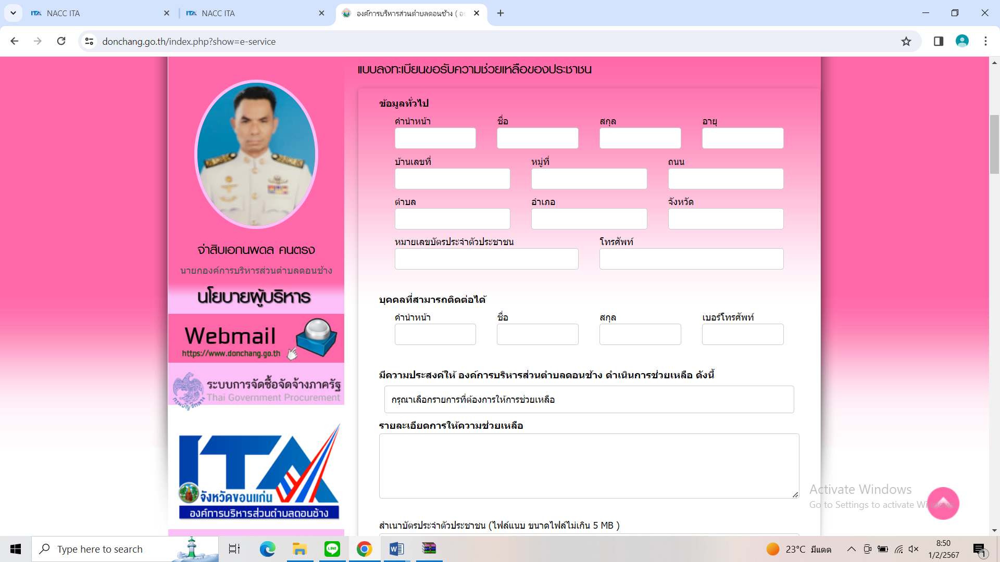 NACC ITA
NACC ITA
องค์การบริหารส่วนตำบลดอนช้าง ( อบ
donchang.go.th/index.php?show=e-service
แบบลงทะเบียนขอรับความช่วยเหลือของประชาชน
ข้อมูลทั่วไป
คำนำหน้า ชื่อ สกุล อายุ
บ้านเลขที่ หมู่ที่ ถนน
ตำบล อำเภอ จังหวัด
หมายเลขบัตรประจำตัวประชาชน โทรศัพท์
บุคคลที่สามารถติดต่อได้
คำนำหน้า ชื่อ สกุล เบอร์โทรศัพท์
มีความประสงค์ให้ องค์การบริหารส่วนตำบลดอนช้าง ดำเนินการช่วยเหลือ ดังนี้
กรุณาเลือกรายการที่ต้องการให้การช่วยเหลือ
รายละเอียดการให้ความช่วยเหลือ
สำเนาบัตรประจำตัวประชาชน (ไฟล์แนบ ขนาดไฟล์ไม่เกิน 5 MB )
จ่าสิบเอกนพดล คนตรง
นายกองค์การบริหารส่วนตำบลดอนช้าง
นโยบายผู้บริหาร
Webmail
https://www.donchang.go.th
ระบบการจัดซื้อจัดจ้างภาครัฐ
Thai Government Procurement
กรมบัญชีกลาง
ITA
จังหวัดขอนแก่น
องค์การบริหารส่วนตำบลดอนช้าง
Activate Windows
Go to Settings to activate Windows.
Type here to search
23°C มีแดด
8:50
1/2/2567
1